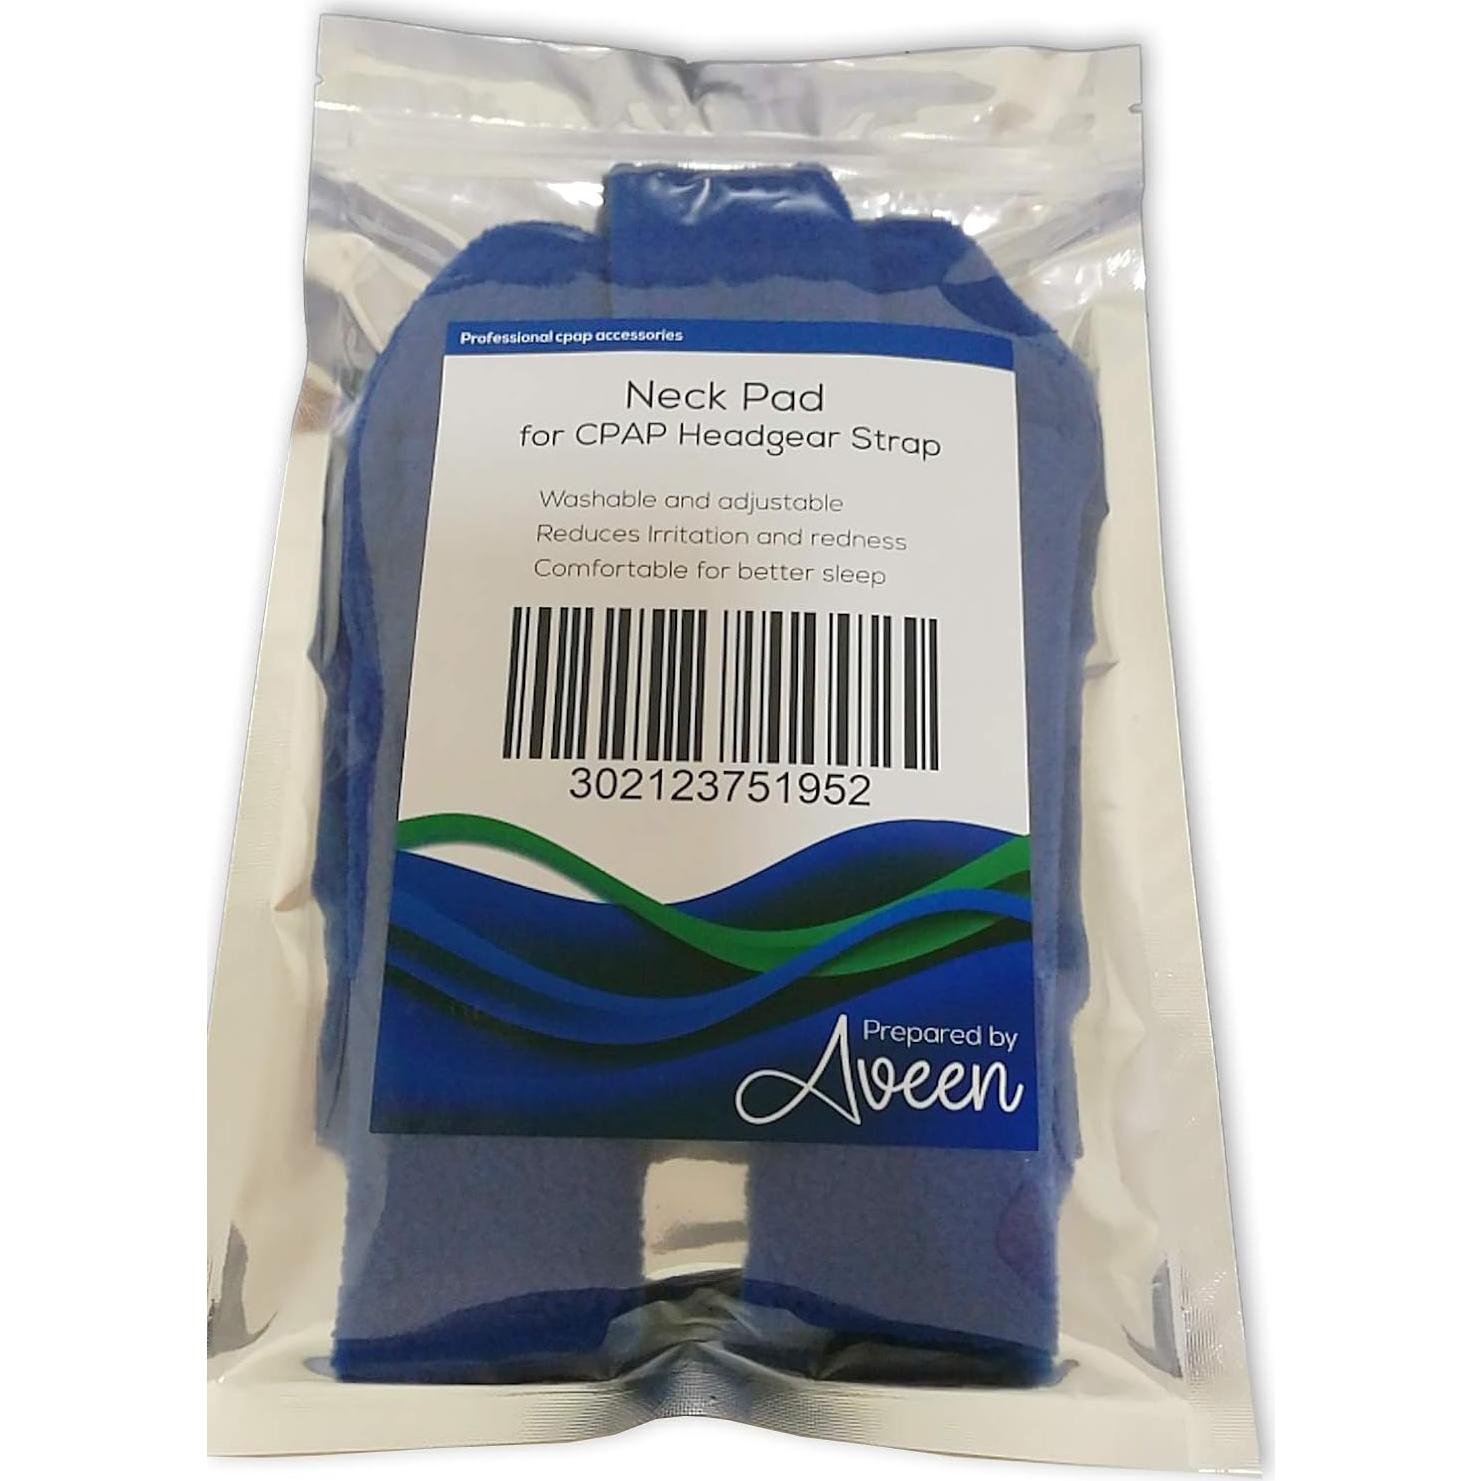 Professional cpap accessories
Neck Pad
for CPAP Headgear Strap
Washable and adjustable
Reduces Irritation and redness
Comfortable for better sleep
302123751952
Prepared by
Aveen